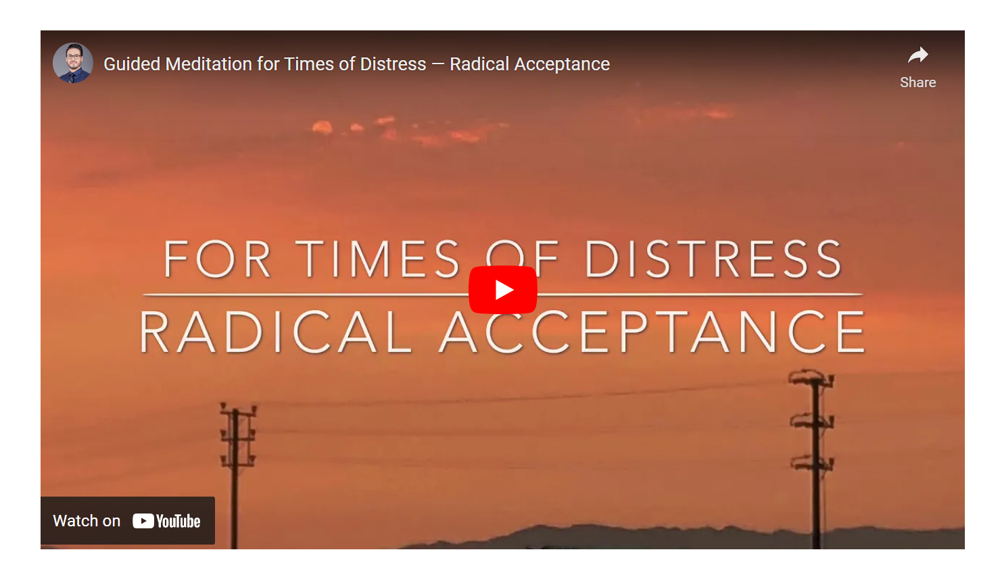 Guided Meditation for Times of Distress — Radical Acceptance
Share
FOR TIMES OF DISTRESS
RADICAL ACCEPTANCE
Watch on YouTube